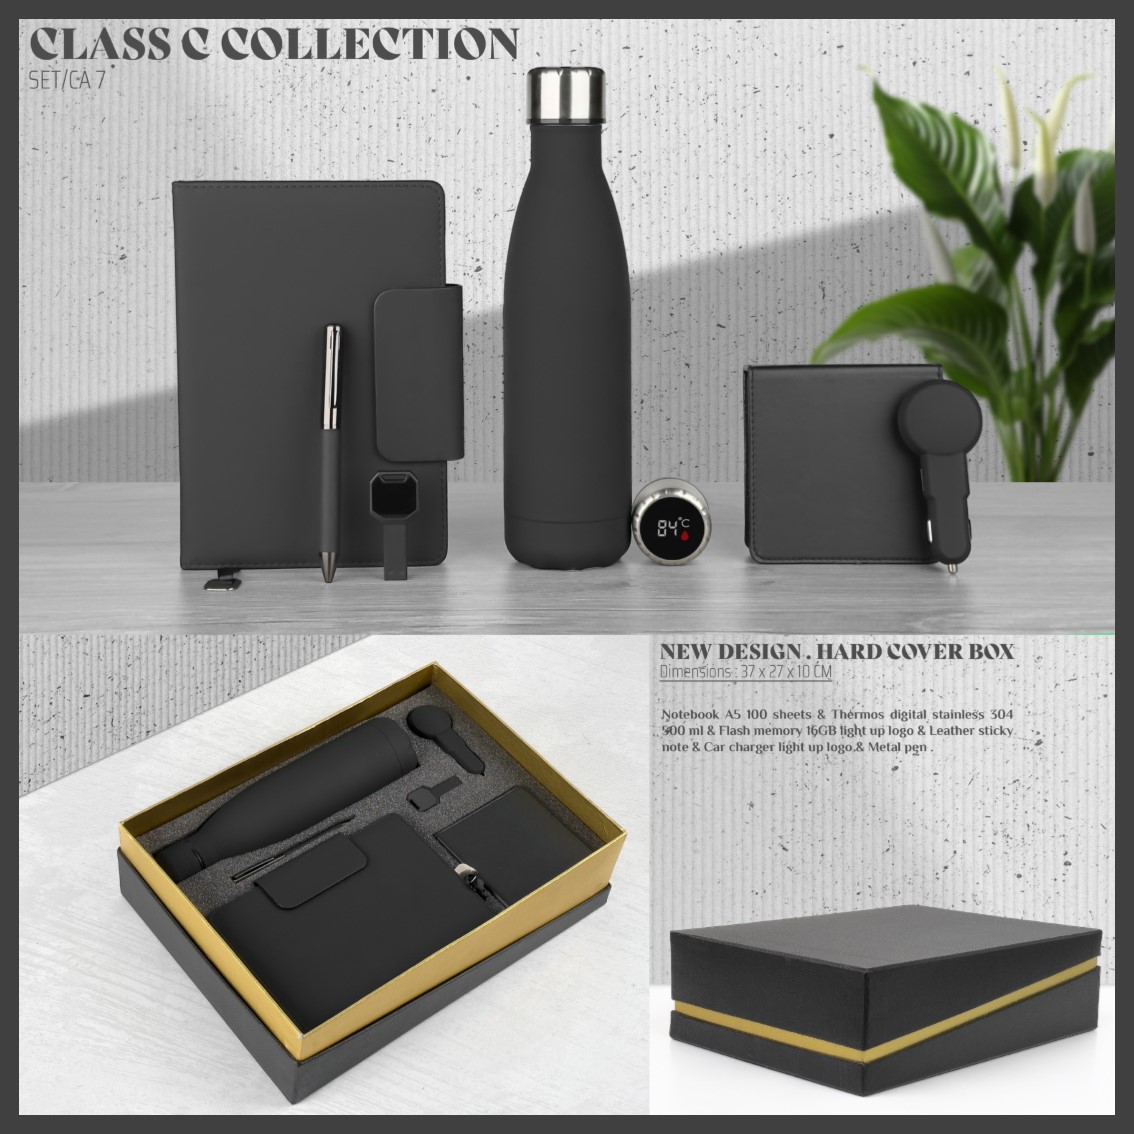 CLASS C COLLECTION
SET/CA 7
84°C
NEW DESIGN . HARD COVER BOX
Dimensions : 37 x 27 x 10 CM
Notebook A5 100 sheets & Thermos digital stainless 304
500 ml & Flash memory 16GB light up logo & Leather sticky
note & Car charger light up logo & Metal pen .